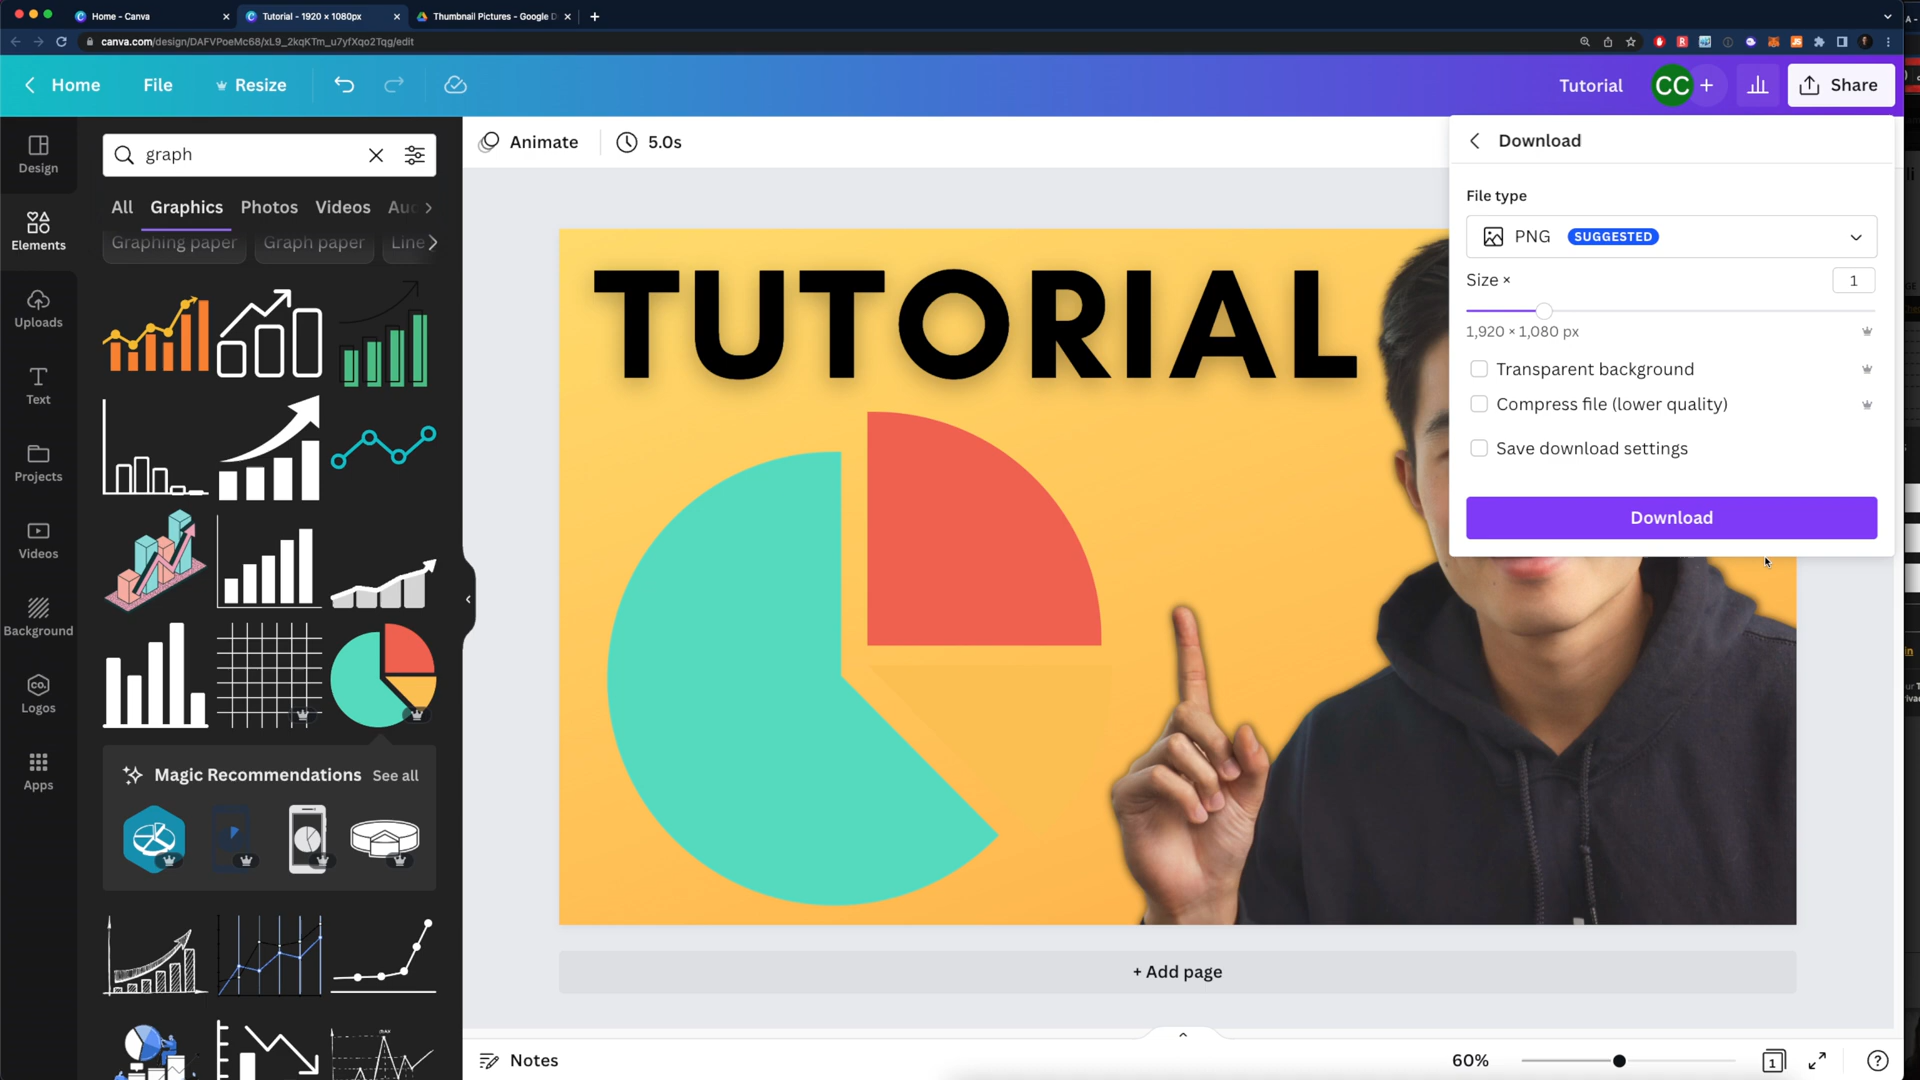 Home - Canva
Tutorial - 1920 × 1080px
Thumbnail Pictures - Google D
canva.com/design/DAFVPoeMc68/xL9_2kqKTm_u7yfXqo2Tqg/edit
Home
File
Resize
Tutorial
CC
Share
Design
Elements
Uploads
Text
Projects
Videos
Background
CO.
Logos
Apps
graph
All
Graphics
Photos
Videos
Graphing paper
Graph paper
Line
Magic Recommendations
See all
Animate
5.0s
TUTORIAL
Download
File type
PNG
SUGGESTED
Size ×
1
1,920 × 1,080 px
Transparent background
Compress file (lower quality)
Save download settings
Download
+ Add page
Notes
60%
1
?